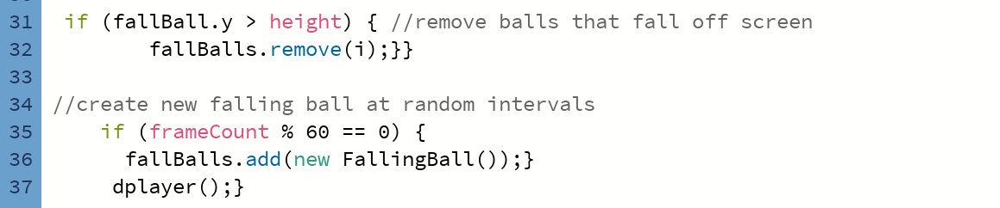 31 if (fallBall.y > height) { //remove balls that fall off screen
32 fallBalls.remove(i);}}
33
34 //create new falling ball at random intervals
35 if (frameCount % 60 == 0) {
36 fallBalls.add(new FallingBall());}
37 dplayer();}